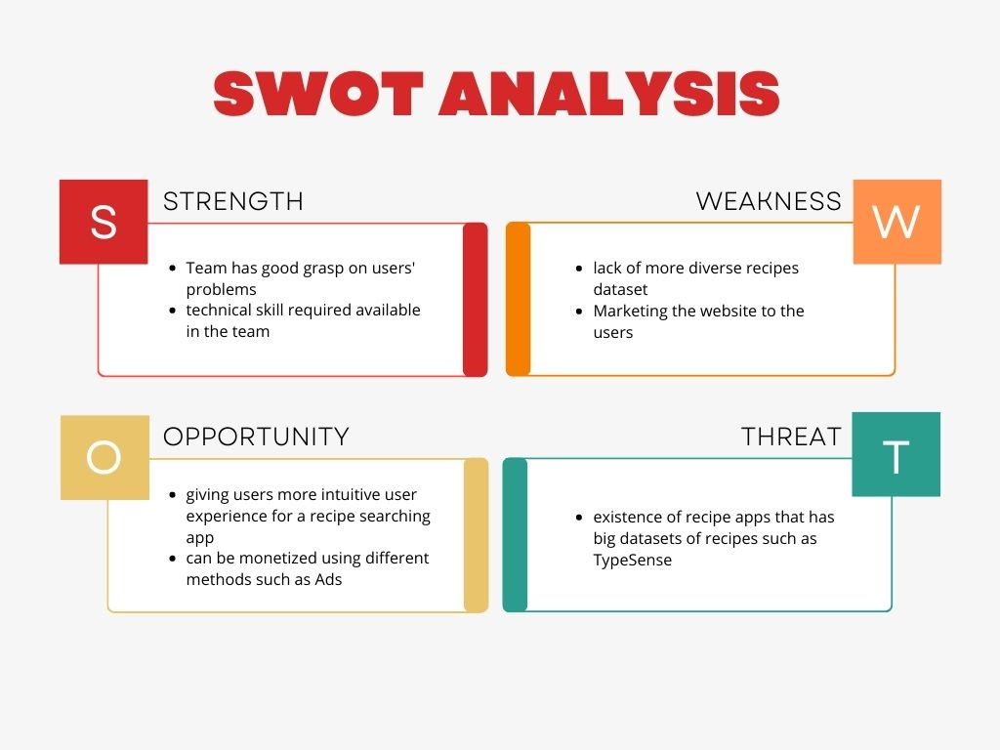 SWOT ANALYSIS
S
STRENGTH
• Team has good grasp on users'
problems
• technical skill required available
in the team
WEAKNESS
W
• lack of more diverse recipes
dataset
• Marketing the website to the
users
O
OPPORTUNITY
• giving users more intuitive user
experience for a recipe searching
app
• can be monetized using different
methods such as Ads
THREAT
T
• existence of recipe apps that has
big datasets of recipes such as
TypeSense